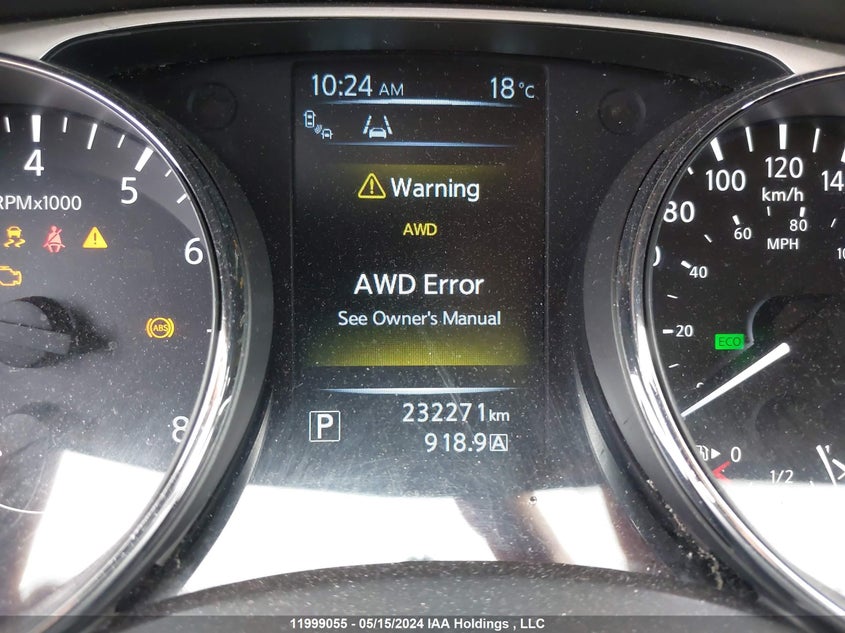 10:24 AM 18°C
Warning
AWD
AWD Error
See Owner's Manual
P 232271km
918.9 A
4
5
6
8
RPMx1000
ABS
80 100 120
km/h
20 40 60 80
MPH
ECO
0
1/2
11999055 - 05/15/2024 IAA Holdings , LLC